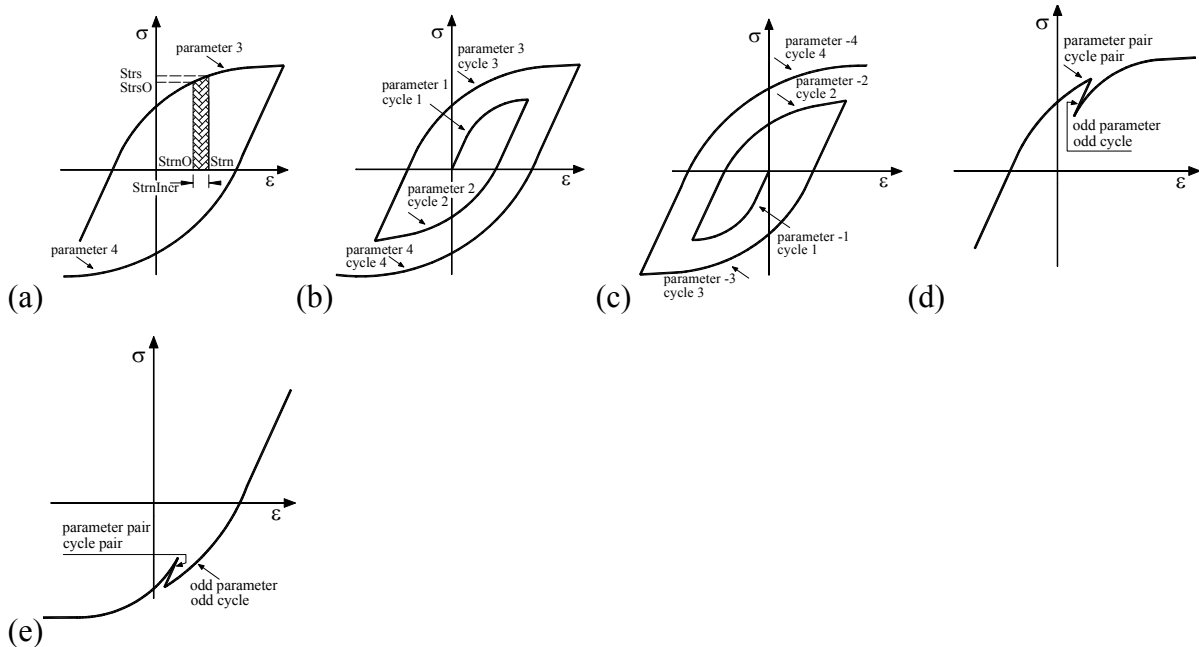 σ
parameter 3
Strs
StrsO
StrnO
Strn
ε
StrnIncr
parameter 4
(a)
σ
parameter 3
cycle 3
parameter 1
cycle 1
ε
parameter 2
cycle 2
parameter 4
cycle 4
(b)
σ
parameter -4
cycle 4
parameter -2
cycle 2
ε
parameter -1
cycle 1
parameter -3
cycle 3
(c)
σ
parameter pair
cycle pair
odd parameter
odd cycle
ε
(d)
σ
ε
parameter pair
cycle pair
odd parameter
odd cycle
(e)